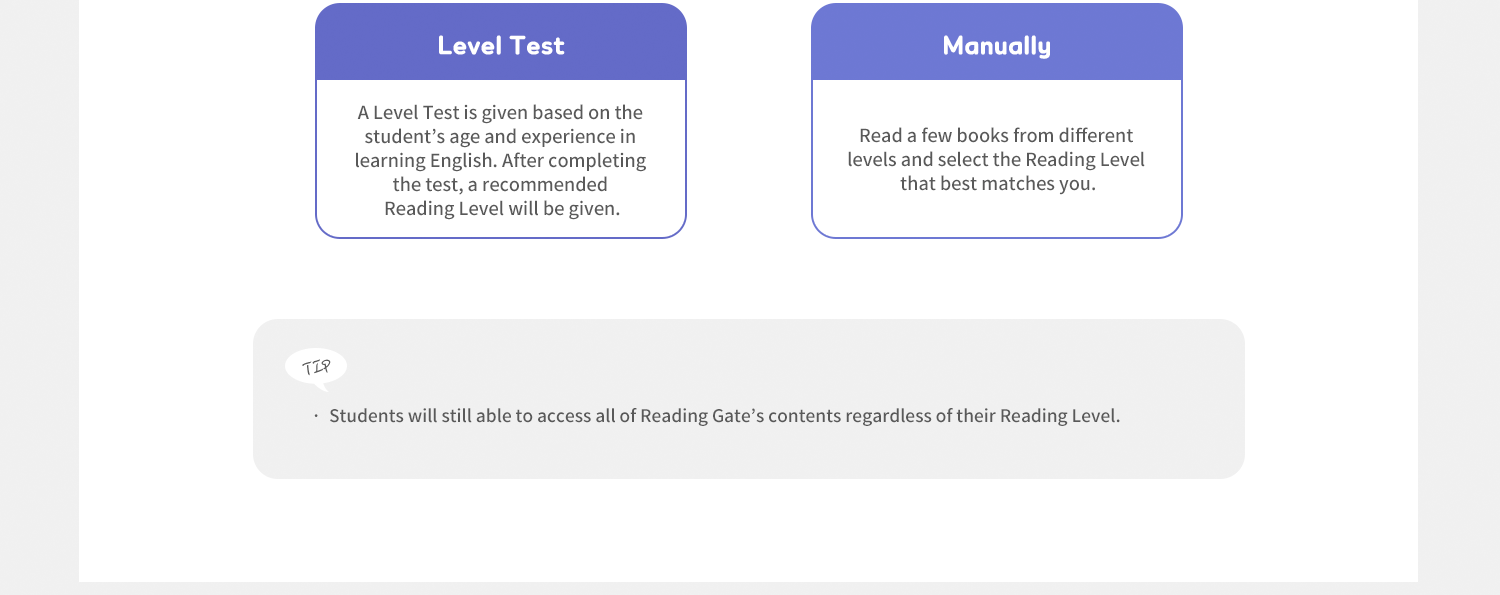 Level Test
A Level Test is given based on the
student’s age and experience in
learning English. After completing
the test, a recommended
Reading Level will be given.
Manually
Read a few books from different
levels and select the Reading Level
that best matches you.
TIP
· Students will still able to access all of Reading Gate’s contents regardless of their Reading Level.